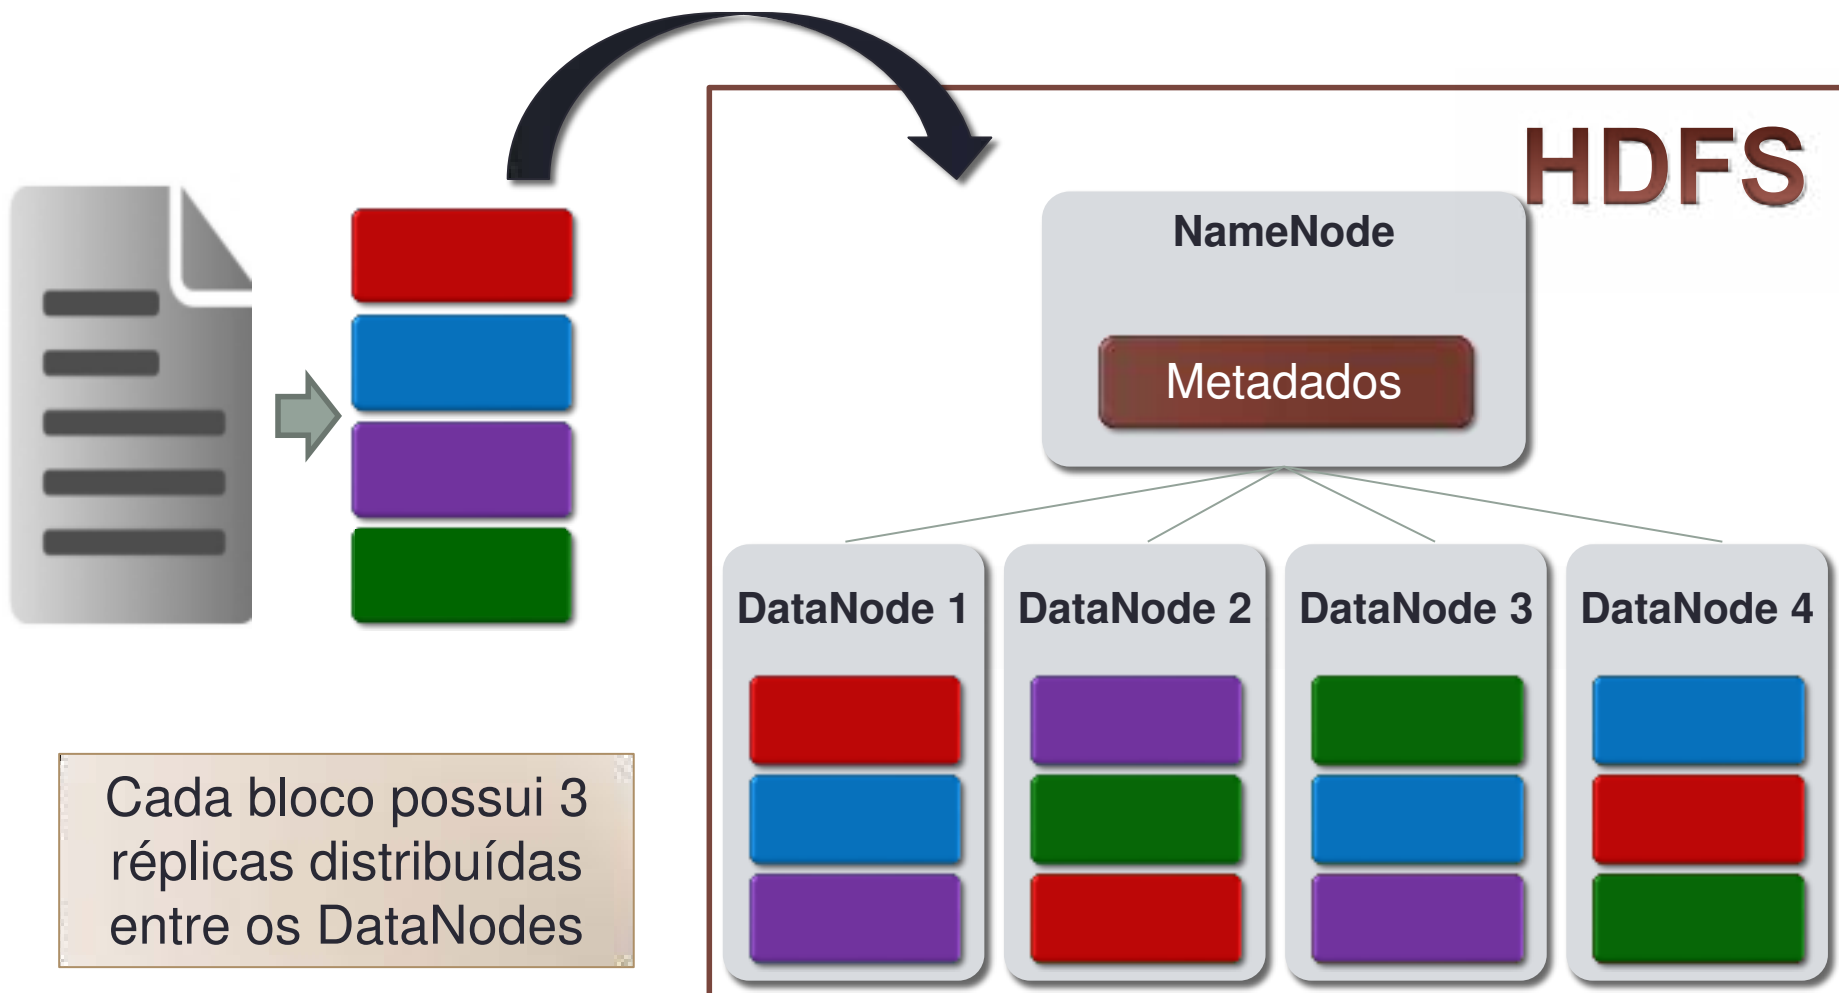 HDFS
NameNode
Metadados
DataNode 1
DataNode 2
DataNode 3
DataNode 4
Cada bloco possui 3
réplicas distribuídas
entre os DataNodes